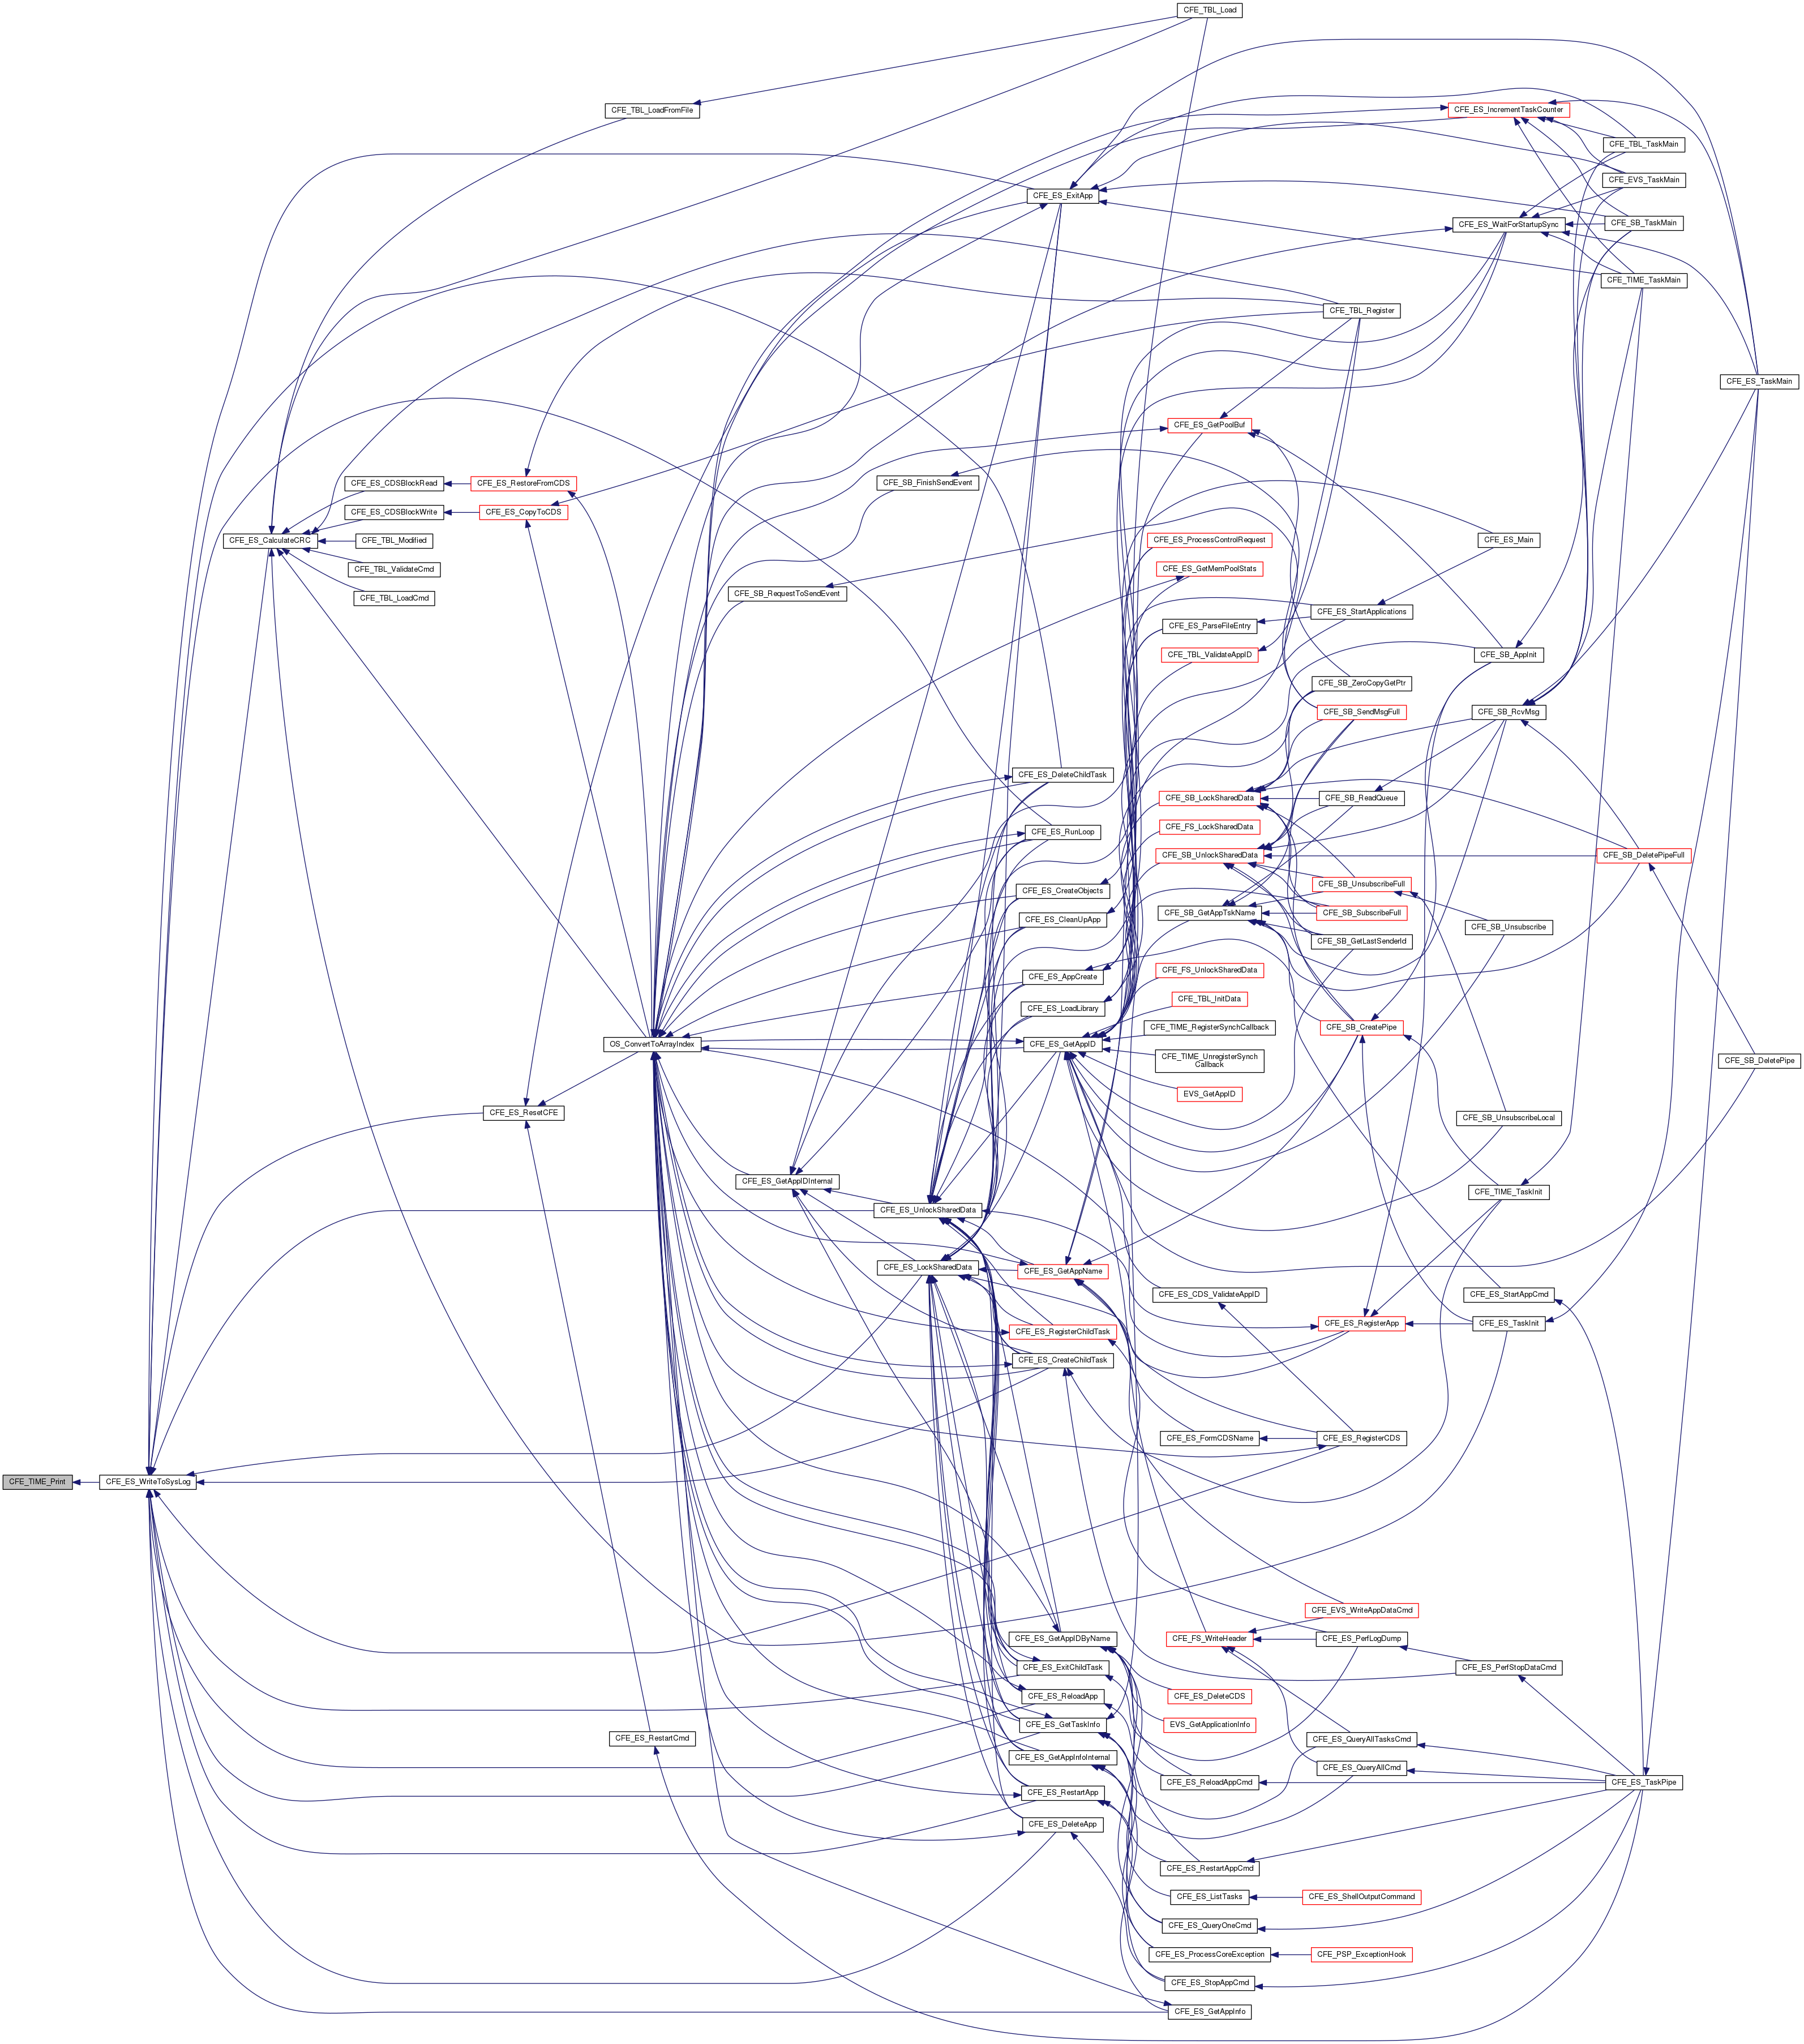 CFE_TBL_Load
CFE_TBL_LoadFromFile
CFE_ES_IncrementTaskCounter
CFE_TBL_TaskMain
CFE_EVS_TaskMain
CFE_ES_ExitApp
CFE_ES_WaitForStartupSync
CFE_SB_TaskMain
CFE_TIME_TaskMain
CFE_TBL_Register
CFE_ES_TaskMain
CFE_ES_GetPoolBuf
CFE_ES_CDSBlockRead
CFE_ES_RestoreFromCDS
CFE_SB_FinishSendEvent
CFE_ES_CDSBlockWrite
CFE_ES_CopyToCDS
CFE_ES_CalculateCRC
CFE_TBL_Modified
CFE_ES_ProcessControlRequest
CFE_ES_Main
CFE_TBL_ValidateCmd
CFE_ES_GetMemPoolStats
CFE_TBL_LoadCmd
CFE_SB_RequestToSendEvent
CFE_ES_StartApplications
CFE_ES_ParseFileEntry
CFE_TBL_ValidateAppID
CFE_SB_AppInit
CFE_SB_ZeroCopyGetPtr
CFE_SB_SendMsgFull
CFE_SB_RcvMsg
CFE_ES_DeleteChildTask
CFE_SB_LockSharedData
CFE_SB_ReadQueue
CFE_ES_RunLoop
CFE_FS_LockSharedData
CFE_SB_UnlockSharedData
CFE_SB_DeletePipeFull
CFE_ES_CreateObjects
CFE_SB_UnsubscribeFull
CFE_ES_CleanUpApp
CFE_SB_GetAppTskName
CFE_SB_SubscribeFull
CFE_SB_Unsubscribe
CFE_SB_GetLastSenderId
CFE_ES_AppCreate
CFE_FS_UnlockSharedData
CFE_ES_LoadLibrary
CFE_TBL_InitData
CFE_TIME_RegisterSynchCallback
CFE_SB_CreatePipe
OS_ConvertToArrayIndex
CFE_ES_GetAppID
CFE_TIME_UnregisterSynch
Callback
CFE_SB_DeletePipe
EVS_GetAppID
CFE_ES_ResetCFE
CFE_SB_UnsubscribeLocal
CFE_ES_GetAppIDInternal
CFE_TIME_TaskInit
CFE_ES_UnlockSharedData
CFE_ES_LockSharedData
CFE_ES_GetAppName
CFE_ES_CDS_ValidateAppID
CFE_ES_StartAppCmd
CFE_ES_RegisterApp
CFE_ES_TaskInit
CFE_ES_RegisterChildTask
CFE_ES_CreateChildTask
CFE_ES_FormCDSName
CFE_ES_RegisterCDS
CFE_TIME_Print
CFE_ES_WriteToSysLog
CFE_EVS_WriteAppDataCmd
CFE_ES_GetAppIDByName
CFE_FS_WriteHeader
CFE_ES_PerfLogDump
CFE_ES_ExitChildTask
CFE_ES_PerfStopDataCmd
CFE_ES_ReloadApp
CFE_ES_DeleteCDS
CFE_ES_GetTaskInfo
EVS_GetApplicationInfo
CFE_ES_RestartCmd
CFE_ES_QueryAllTasksCmd
CFE_ES_GetAppInfoInternal
CFE_ES_QueryAllCmd
CFE_ES_ReloadAppCmd
CFE_ES_TaskPipe
CFE_ES_RestartApp
CFE_ES_DeleteApp
CFE_ES_RestartAppCmd
CFE_ES_ListTasks
CFE_ES_ShellOutputCommand
CFE_ES_QueryOneCmd
CFE_ES_ProcessCoreException
CFE_PSP_ExceptionHook
CFE_ES_StopAppCmd
CFE_ES_GetAppInfo